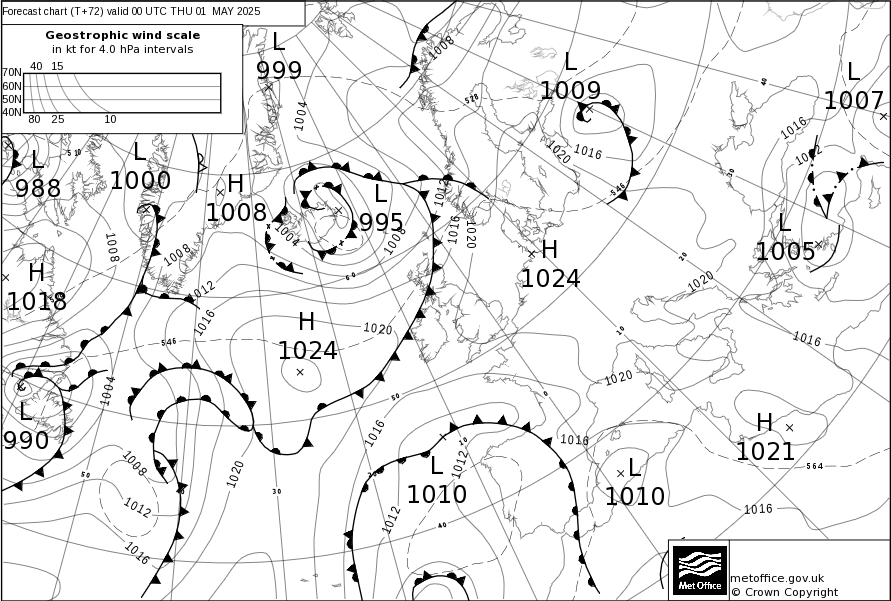 Forecast chart (T+72) valid 00 UTC THU 01 MAY 2025
Geostrophic wind scale
in kt for 4.0 hPa intervals
40 15
70N
60N
50N
40N
80 25 10
L
999
1008
L
1009
L
1007
528
40
1004
1016
1012
510
L
988
L
1000
H
1008
L
995
1020
1016
546
30
1012
1016
1020
1004
1008
1008
1008
L
1005
H
1024
20
60
H
1018
1012
1020
1016
H
1024
1020
10
1016
546
1020
1004
50
0
L
990
1016
1016
H
1021
10
1012
564
1008
50
1020
L
1010
L
1010
30
1012
1012
40
1016
1016
Met Office
metoffice.gov.uk
© Crown Copyright